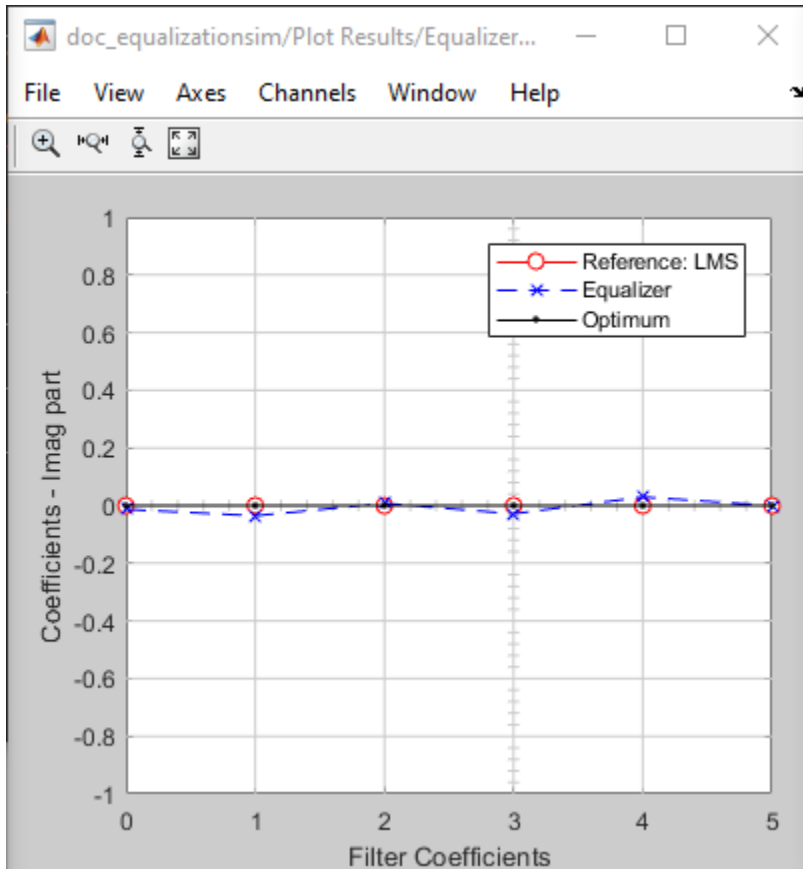 doc_equalizationsim/Plot Results/Equalizer...
File View Axes Channels Window Help
1
0.8
0.6
0.4
0.2
0
-0.2
-0.4
-0.6
-0.8
-1
Coefficients - Imag part
Reference: LMS
Equalizer
Optimum
0 1 2 3 4 5
Filter Coefficients